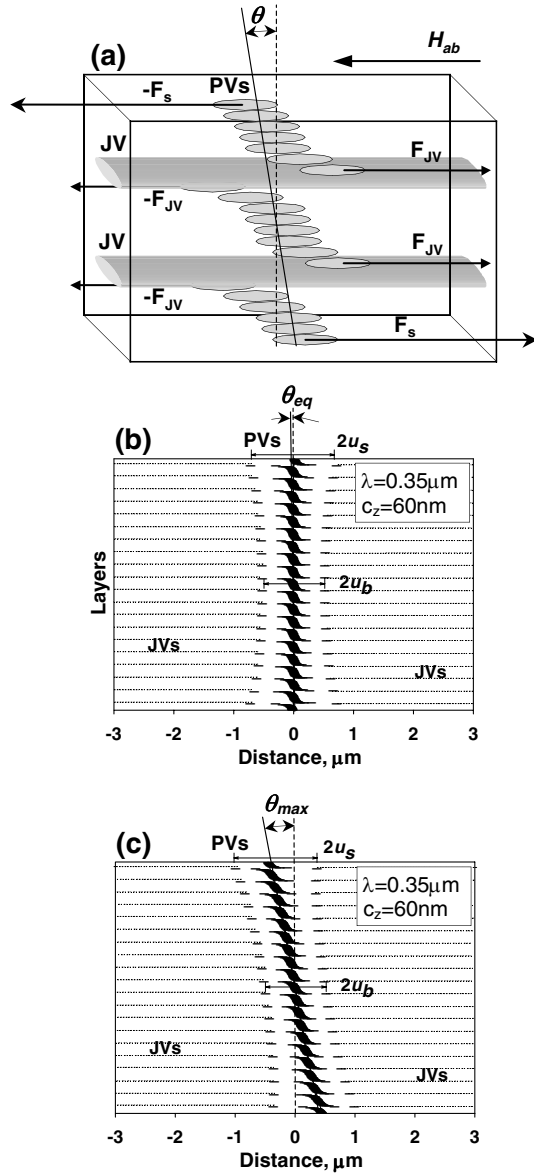 θ
(a)
H_ab
PVs
-F_s
JV
F_JV
-F_JV
JV
F_JV
-F_JV
F_s
θ_eq
(b)
PVs
2u_s
λ=0.35μm
c_z=60nm
Layers
2u_b
JVs
JVs
-3 -2 -1 0 1 2 3
Distance, μm
θ_max
(c)
PVs
2u_s
λ=0.35μm
c_z=60nm
2u_b
JVs
JVs
-3 -2 -1 0 1 2 3
Distance, μm